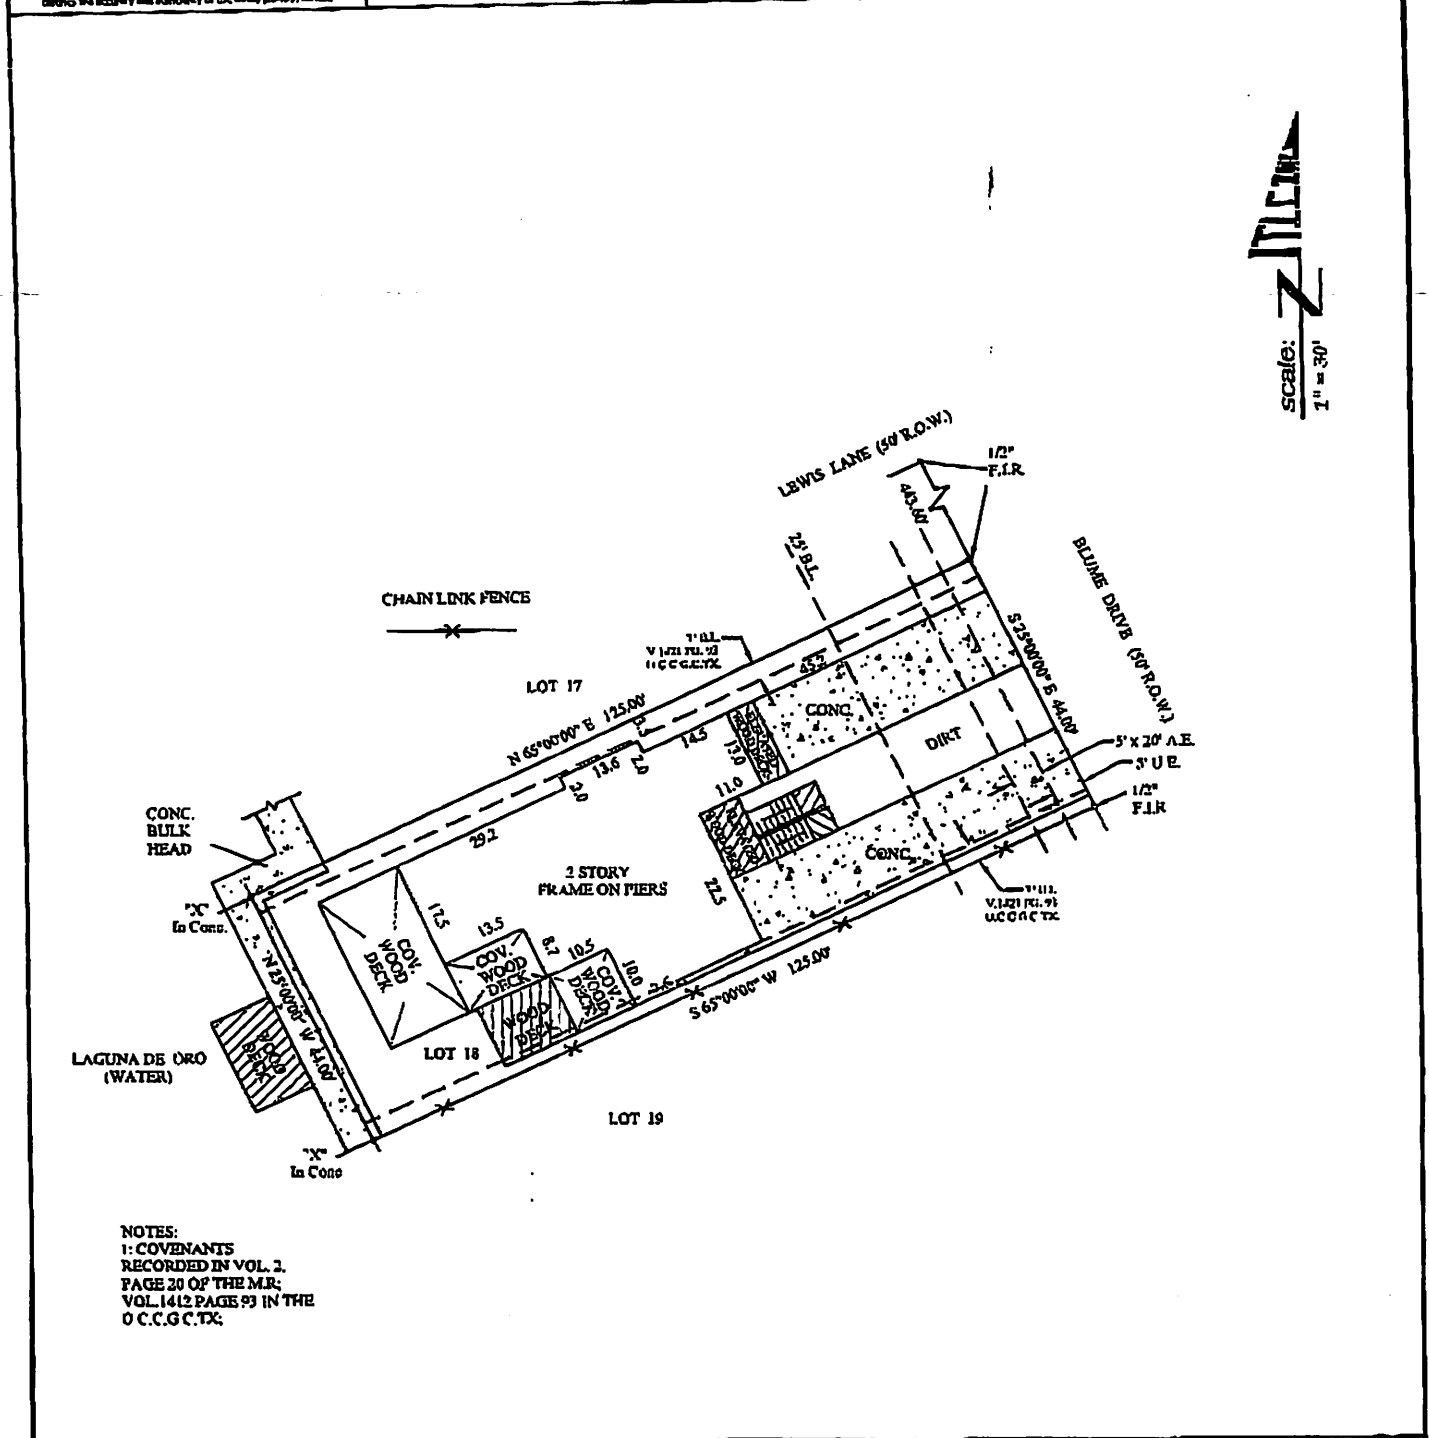 scale:
1" = 30'
LEWIS LANE (50' R.O.W.)
1/2"
F.I.R.
443.60'
25' B.L.
BLUME DRIVE (50' R.O.W.)
CHAIN LINK FENCE
S 25°00'00" E 44.00'
LOT 17
N 65°00'00" E 125.00'
45.2
CONC.
DIRT
3.5
14.5
13.0
2.0
13.6
2.0
11.0
5' x 20' A.E.
5' U.E.
1/2"
F.I.R.
CONC.
BULK
HEAD
29.2
2 STORY
FRAME ON PIERS
22.5
CONC.
"X"
In Conc.
COV.
WOOD
DECK
17.5
13.5
COV.
WOOD
DECK
8.7
10.5
COV.
WOOD
DECK
10.0
2.6
WOOD
DECK
S 65°00'00" W 125.00'
N 25°00'00" W 44.00'
LOT 18
WOOD
DECK
LAGUNA DE ORO
(WATER)
LOT 19
"X"
In Conc
NOTES:
1: COVENANTS
RECORDED IN VOL. 2,
PAGE 20 OF THE M.R;
VOL.1412 PAGE 93 IN THE
O C.C.G C.TX;